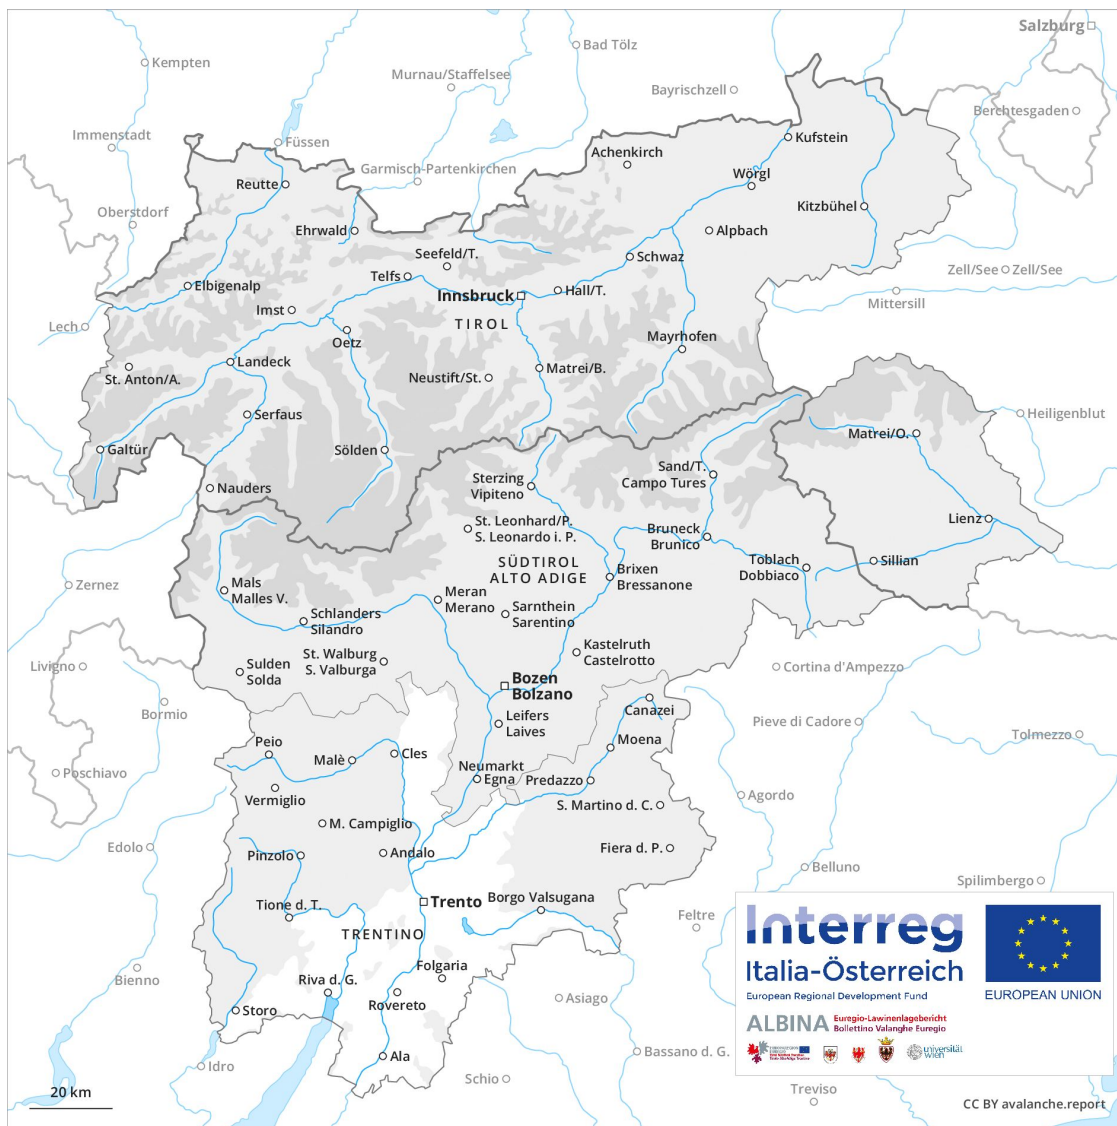 Salzburg
Bad Tölz
Kempten
Murnau/Staffelsee
Bayrischzell
Berchtesgaden
Immenstadt
Füssen
Kufstein
Achenkirch
Garmisch-Partenkirchen
Wörgl
Reutte
Oberstdorf
Kitzbühel
Ehrwald
Alpbach
Seefeld/T.
Schwaz
Telfs
Zell/See
Zell/See
Elbigenalp
Innsbruck
Hall/T.
Mittersill
Imst
TIROL
Lech
Oetz
Mayrhofen
Landeck
Matrei/B.
St. Anton/A.
Neustift/St.
Serfaus
Heiligenblut
Matrei/O.
Galtür
Sölden
Sand/T.
Campo Tures
Sterzing
Vipiteno
Nauders
St. Leonhard/P.
S. Leonardo i. P.
Bruneck
Brunico
Lienz
SÜDTIROL
ALTO ADIGE
Toblach
Dobbiaco
Sillian
Brixen
Bressanone
Zernez
Mals
Malles V.
Meran
Merano
Schlanders
Silandro
Sarnthein
Sarentino
Kastelruth
Castelrotto
St. Walburg
S. Valburga
Livigno
Sulden
Solda
Cortina d'Ampezzo
Bozen
Bolzano
Bormio
Canazei
Leifers
Laives
Pieve di Cadore
Tolmezzo
Peio
Moena
Malè
Cles
Neumarkt
Egna
Predazzo
Poschiavo
Vermiglio
Agordo
S. Martino d. C.
M. Campiglio
Edolo
Pinzolo
Andalo
Fiera d. P.
Belluno
Spilimbergo
Tione d. T.
Trento
Borgo Valsugana
Feltre
TRENTINO
Folgaria
Bienno
Riva d. G.
Rovereto
Asiago
Storo
Ala
Bassano d. G.
Idro
Schio
Treviso
20 km
Interreg
Italia-Österreich
European Regional Development Fund
EUROPEAN UNION
ALBINA
Euregio-Lawinenlagebericht
Bollettino Valanghe Euregio
universität
wien
CC BY avalanche.report